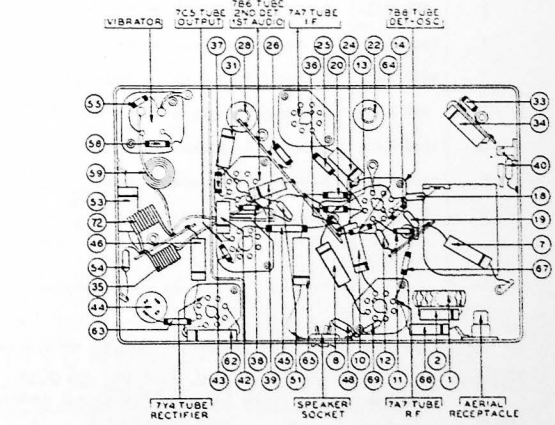 VIBRATOR
7C5 TUBE
OUTPUT
7B6 TUBE
2ND DET
1ST AUDIO
7A7 TUBE
I F
7B8 TUBE
DET-OSC
37 28 26 25 24 22 14
31 36 20 13 64
55
58
59
53
72
46
54
35
44
63
33
34
40
18
19
7
67
62 38 45 65 8 10 12 2
43 42 39 51 48 69 11 66 1
7Y4 TUBE
RECTIFIER
SPEAKER
SOCKET
7A7 TUBE
R.F
AERIAL
RECEPTACLE